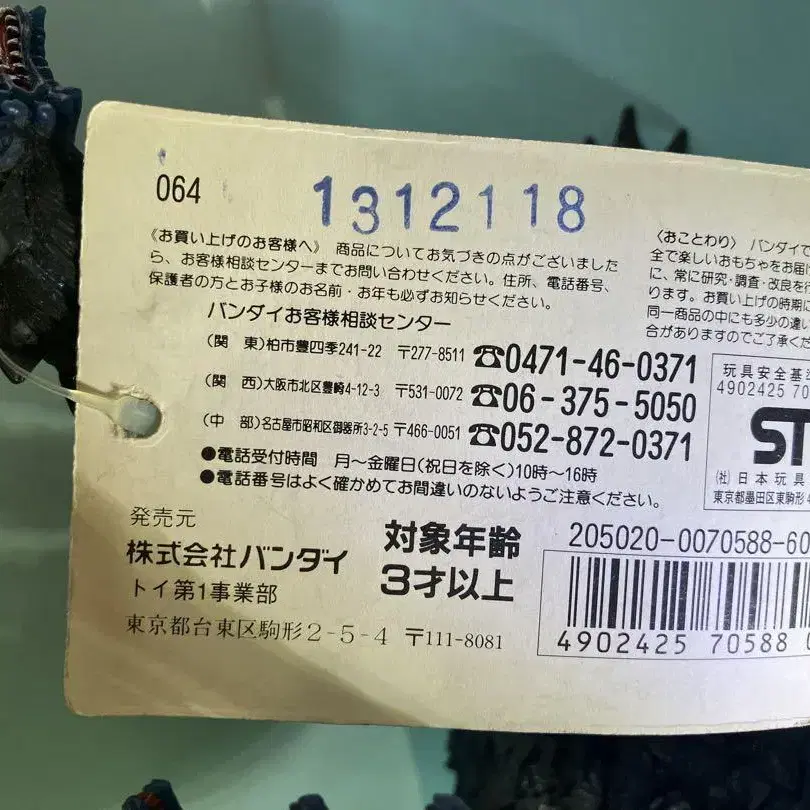 064
1312118
《お買い上げのお客様へ》 商品についてお気づきの点がございました
ら、お客様相談センターまでお問い合わせください。住所、電話番号、
保護者の方とお子様のお名前・お年も必ずお知らせください。
バンダイお客様相談センター
(関 東)柏市豊四季241-22 〒277-8511 ☎0471-46-0371
(関 西)大阪市北区豊崎4-12-3 〒531-0072 ☎06-375-5050
(中 部)名古屋市昭和区御器所3-2-5 〒466-0051 ☎052-872-0371
●電話受付時間 月〜金曜日(祝日を除く)10時〜16時
●電話番号はよく確かめてお間違いのないようご注意ください。
発売元
株式会社バンダイ
トイ第1事業部
東京都台東区駒形2-5-4 〒111-8081
対象年齢
3才以上
〈おことわり〉 バンダイで
全で楽しいおもちゃをお届け
に、常に研究・調査・改良を行
ります。お買い上げの時期に
同一商品の中にも多少の違い
合がありますのでご了承くだ
玩具安全基準
4902425 70
ST
(社)日本玩具
東京都墨田区東駒形4
205020-0070588-60
4902425 70588